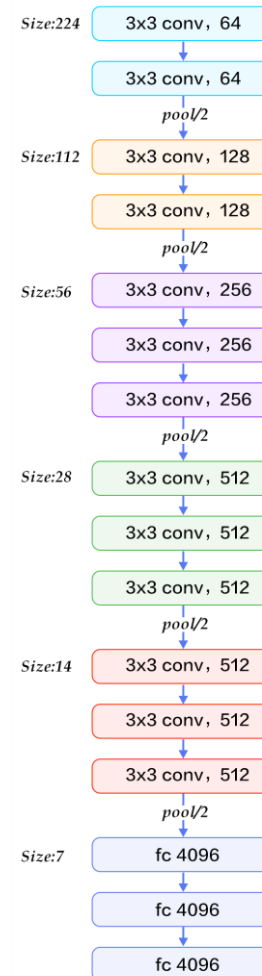 Size:224 3x3 conv, 64
3x3 conv, 64
pool/2
Size:112 3x3 conv, 128
3x3 conv, 128
pool/2
Size:56 3x3 conv, 256
3x3 conv, 256
3x3 conv, 256
pool/2
Size:28 3x3 conv, 512
3x3 conv, 512
3x3 conv, 512
pool/2
Size:14 3x3 conv, 512
3x3 conv, 512
3x3 conv, 512
pool/2
Size:7 fc 4096
fc 4096
fc 4096